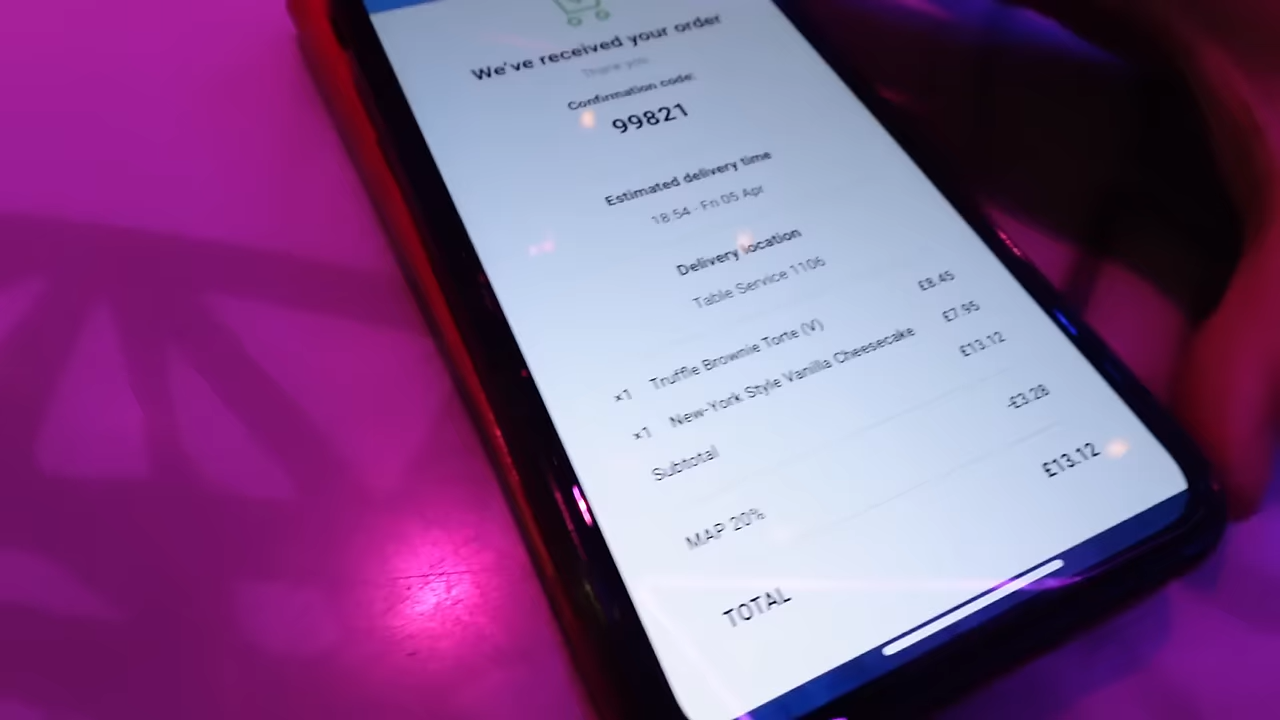 We've received your order
Thank you
Confirmation code:
99821
Estimated delivery time
18:54 - Fri 05 Apr
Delivery location
Table Service 1106
x1 Truffle Brownie Torte (V) £8.45
x1 New-York Style Vanilla Cheesecake £7.95
Subtotal £13.12
MAP 20% -£3.28
TOTAL £13.12